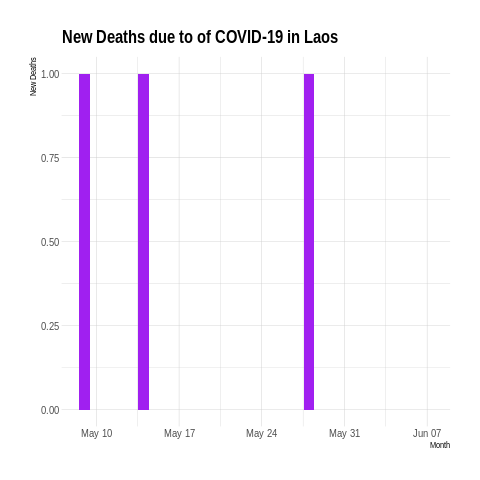 New Deaths due to of COVID-19 in Laos
New Deaths
1.00
0.75
0.50
0.25
0.00
May 10 May 17 May 24 May 31 Jun 07
Month